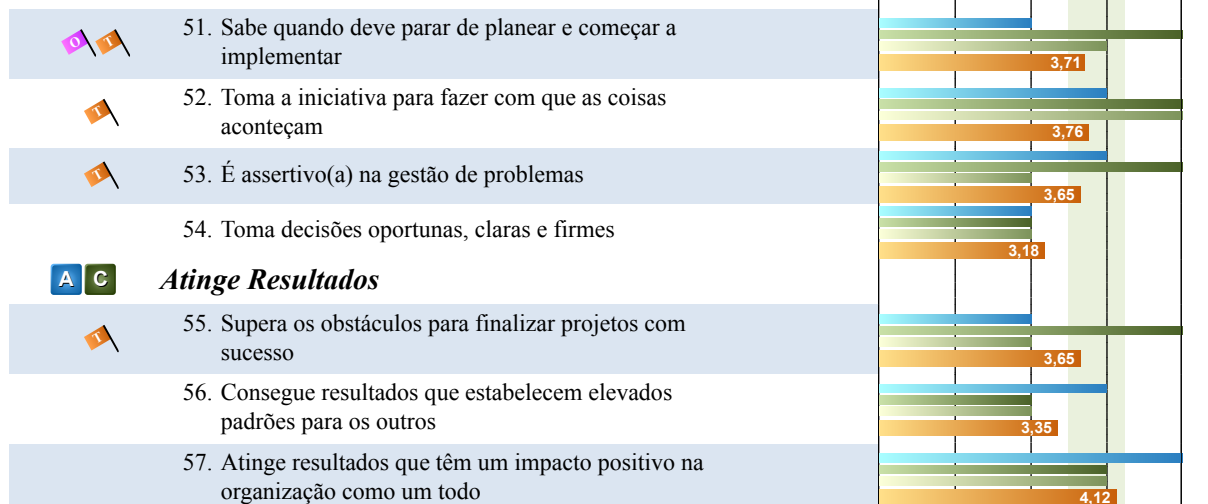 O T
51. Sabe quando deve parar de planear e começar a
implementar
3,71
T
52. Toma a iniciativa para fazer com que as coisas
aconteçam
3,76
T
53. É assertivo(a) na gestão de problemas
3,65
54. Toma decisões oportunas, claras e firmes
3,18
A C Atinge Resultados
T
55. Supera os obstáculos para finalizar projetos com
sucesso
3,65
56. Consegue resultados que estabelecem elevados
padrões para os outros
3,35
57. Atinge resultados que têm um impacto positivo na
organização como um todo
4,12